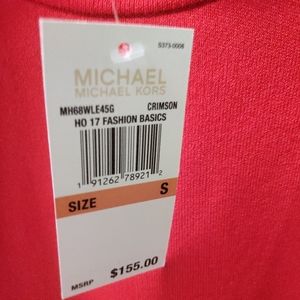 S373-0006
MICHAEL
MICHAEL KORS
MH68WLE45G CRIMSON
HO 17 FASHION BASICS
1 91262 78921 2
SIZE S
MSRP $155.00